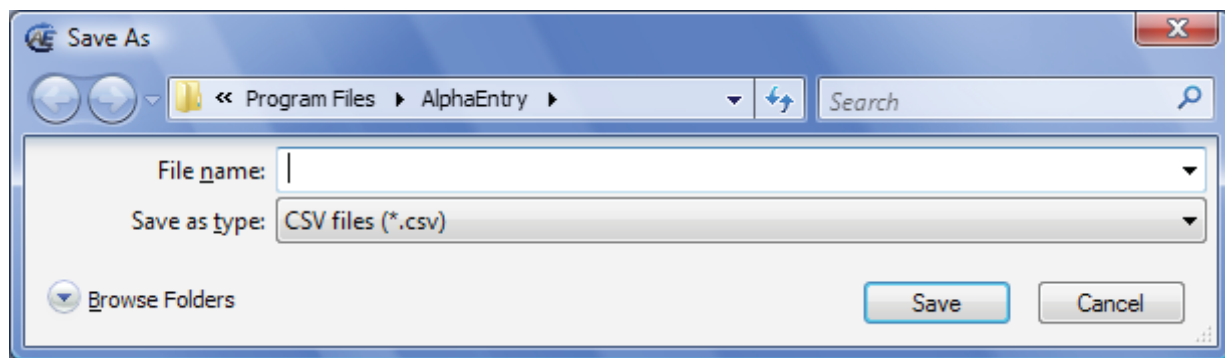 Save As
« Program Files AlphaEntry Search
File name:
Save as type: CSV files (*.csv)
Browse Folders Save Cancel